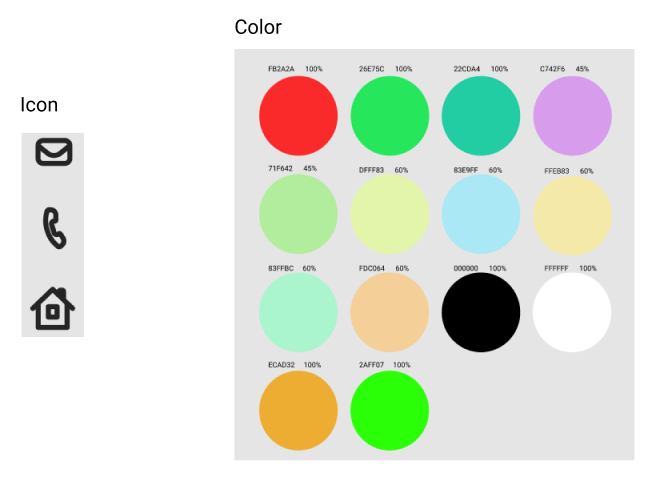 Color
Icon
FB2A2A 100% 26E75C 100% 22CDA4 100% C742F6 45%
71F642 45% DFFF83 60% 83E9FF 60% FFEB83 60%
83FFBC 60% FDC064 60% 000000 100% FFFFFF 100%
ECAD32 100% 2AFF07 100%